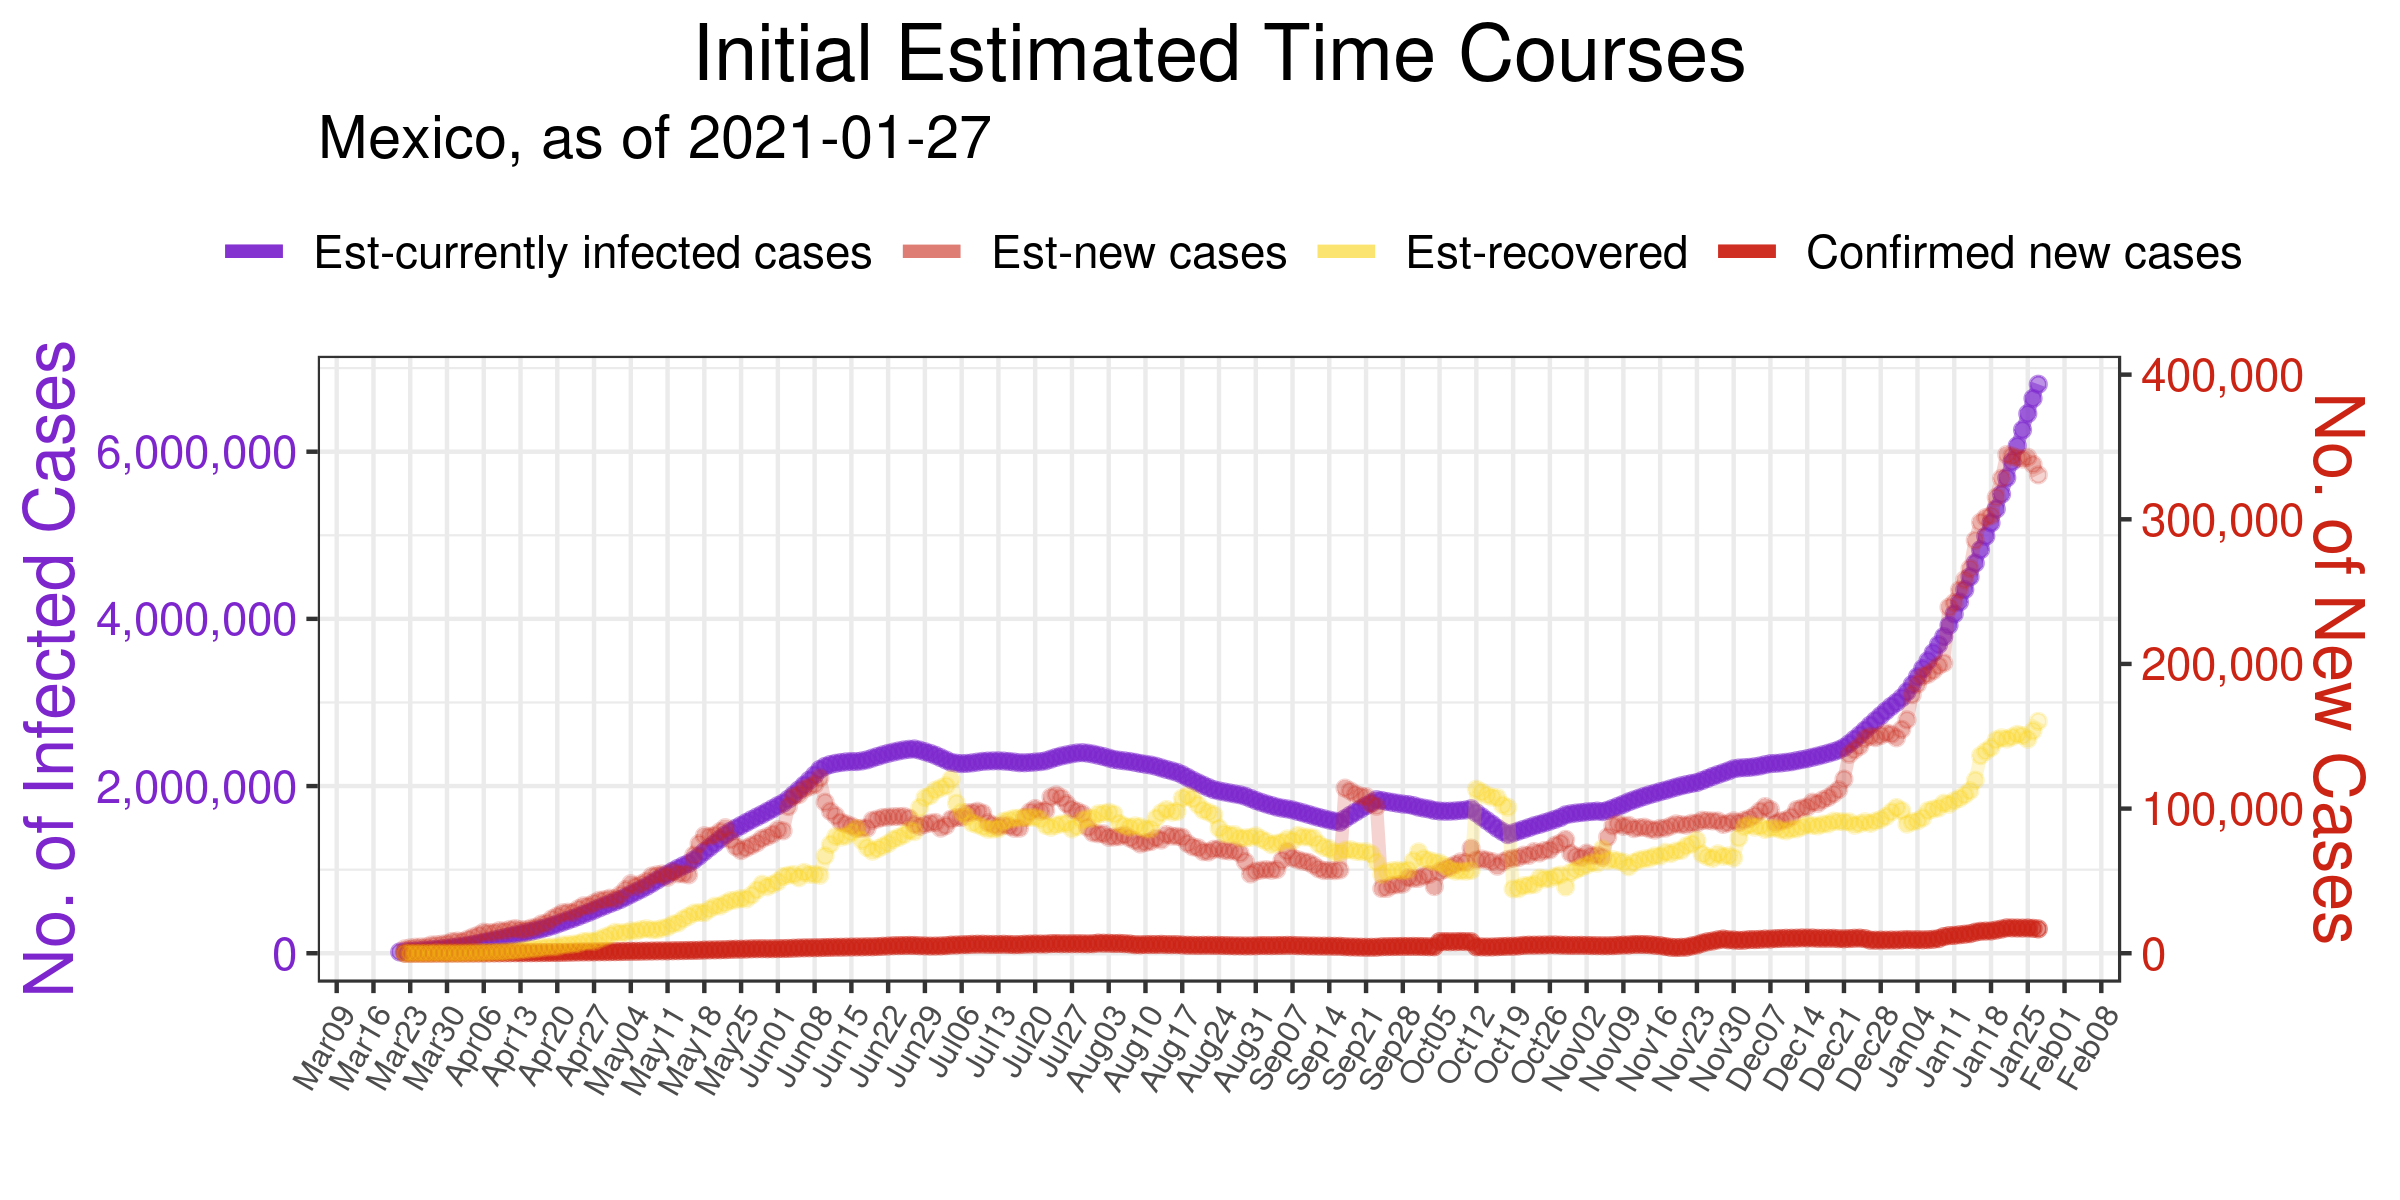 Initial Estimated Time Courses
Mexico, as of 2021-01-27
Est-currently infected cases Est-new cases Est-recovered Confirmed new cases
No. of Infected Cases
6,000,000
4,000,000
2,000,000
0
400,000
300,000
200,000
100,000
0
No. of New Cases
Mar09 Mar16 Mar23 Mar30 Apr06 Apr13 Apr20 Apr27 May04 May11 May18 May25 Jun01 Jun08 Jun15 Jun22 Jun29 Jul06 Jul13 Jul20 Jul27 Aug03 Aug10 Aug17 Aug24 Aug31 Sep07 Sep14 Sep21 Sep28 Oct05 Oct12 Oct19 Oct26 Nov02 Nov09 Nov16 Nov23 Nov30 Dec07 Dec14 Dec21 Dec28 Jan04 Jan11 Jan18 Jan25 Feb01 Feb08